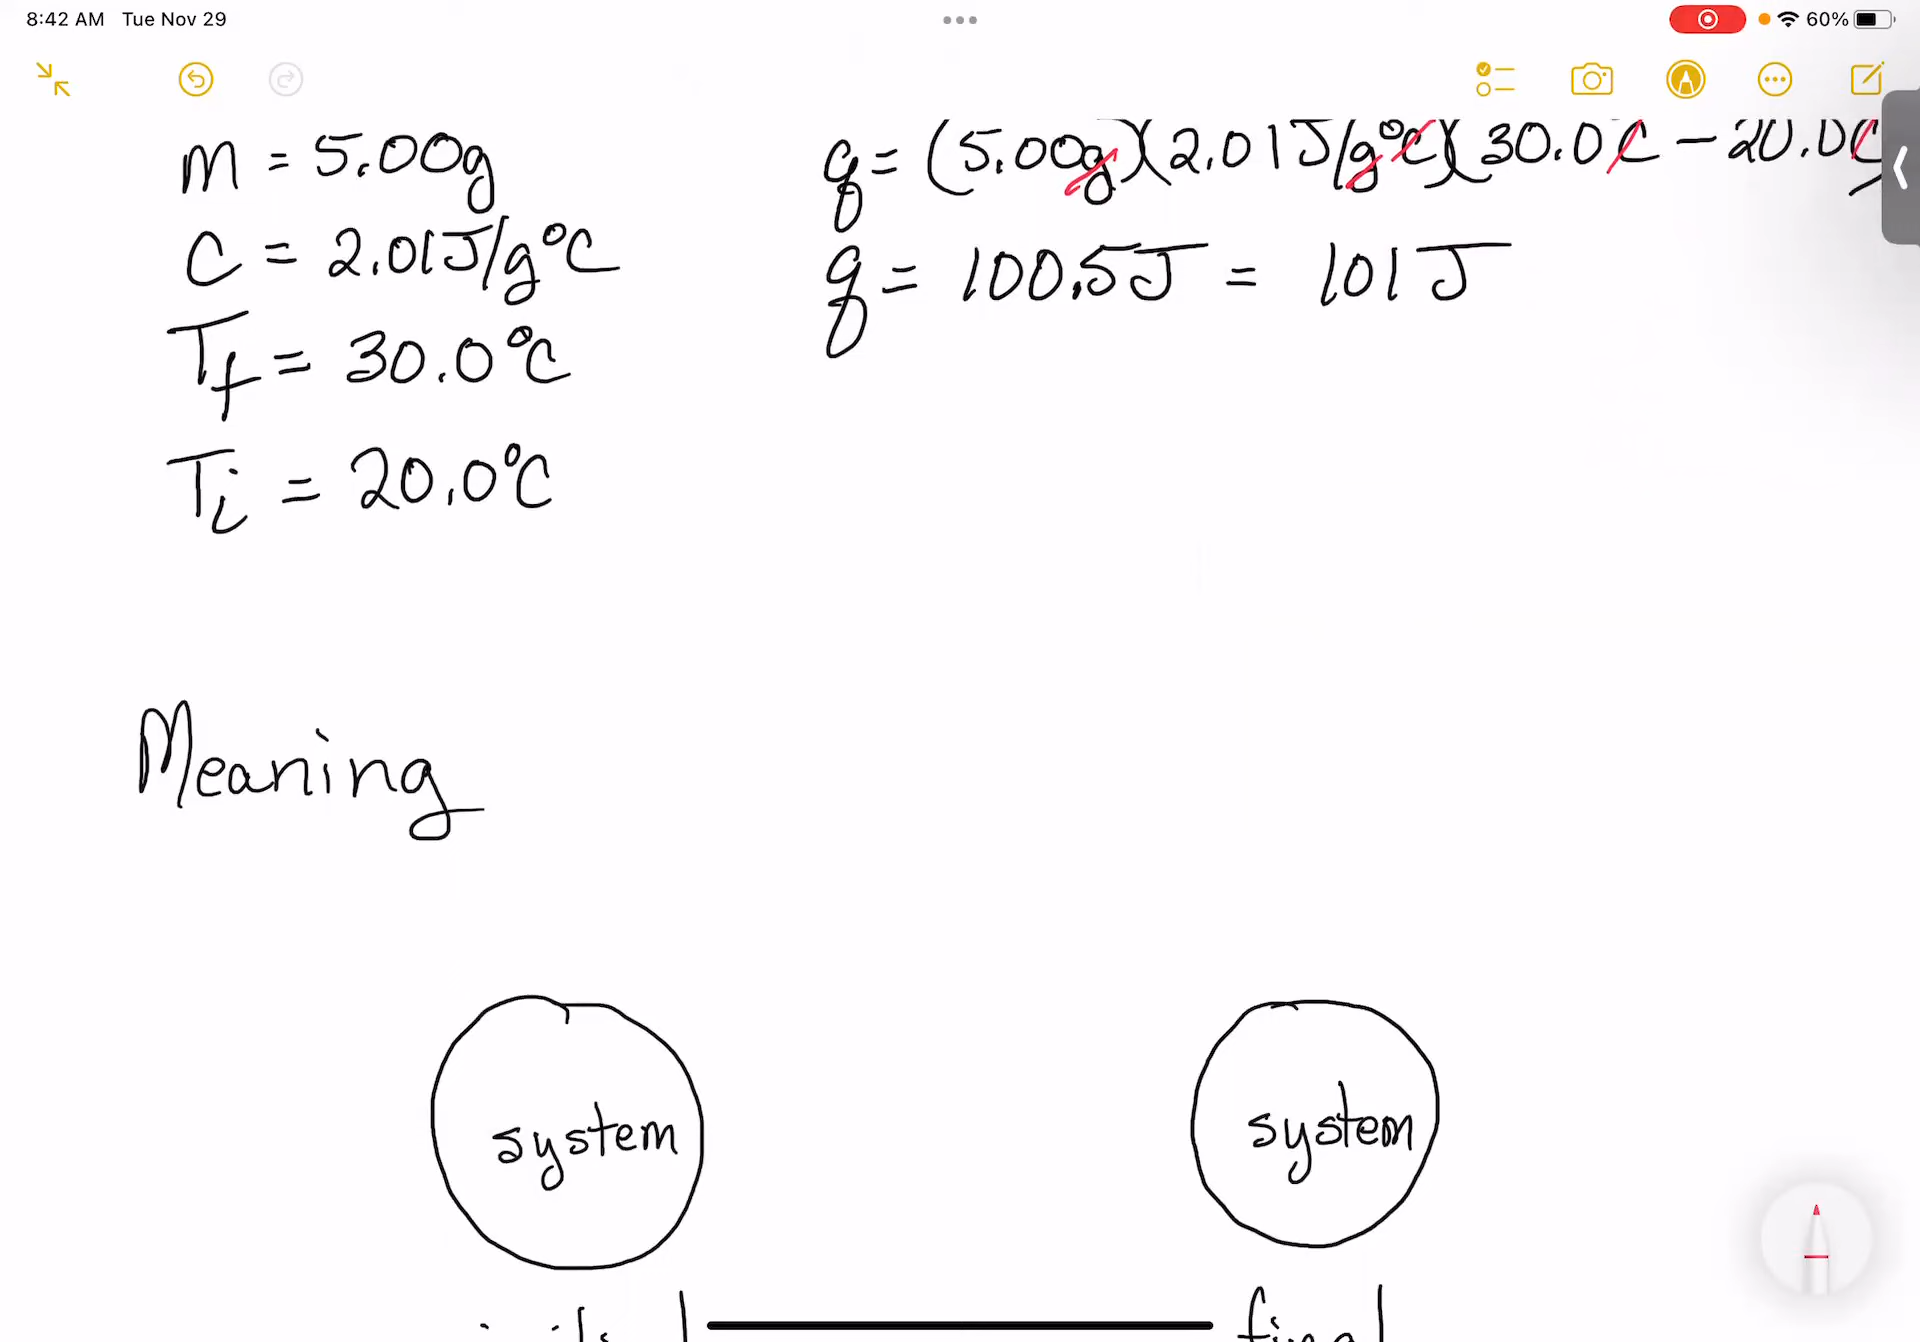 8:42 AM Tue Nov 29
60%
m = 5.00g
C = 2.01J/g°C
Tf = 30.0°C
Ti = 20.0°C
q = (5.00g)(2.01J/g°C)(30.0C - 20.0C
q = 100.5J = 101J
Meaning
system
system
final